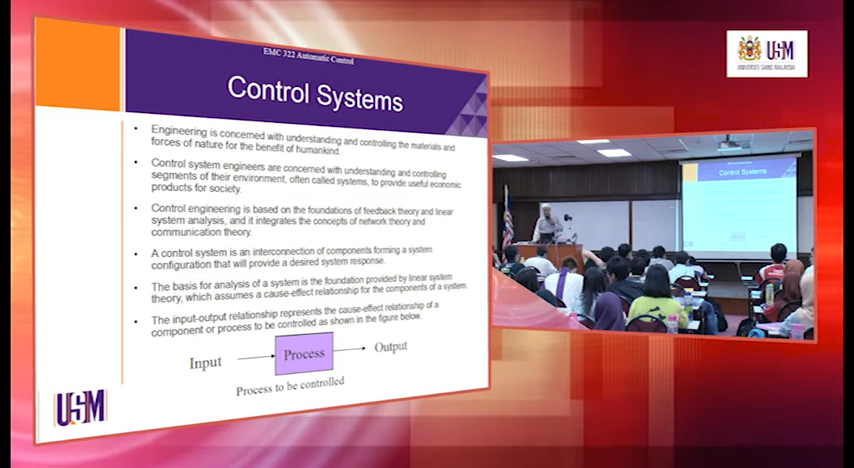 EMC 322 Automatic Control
Control Systems
• Engineering is concerned with understanding and controlling the materials and
forces of nature for the benefit of humankind.
• Control system engineers are concerned with understanding and controlling
segments of their environment, often called systems, to provide useful economic
products for society.
• Control engineering is based on the foundations of feedback theory and linear
system analysis, and it integrates the concepts of network theory and
communication theory.
• A control system is an interconnection of components forming a system
configuration that will provide a desired system response.
• The basis for analysis of a system is the foundation provided by linear system
theory, which assumes a cause-effect relationship for the components of a system.
• The input-output relationship represents the cause-effect relationship of a
component or process to be controlled as shown in the figure below.
Input
Process
Output
Process to be controlled
USM
USM
UNIVERSITI SAINS MALAYSIA
Control Systems